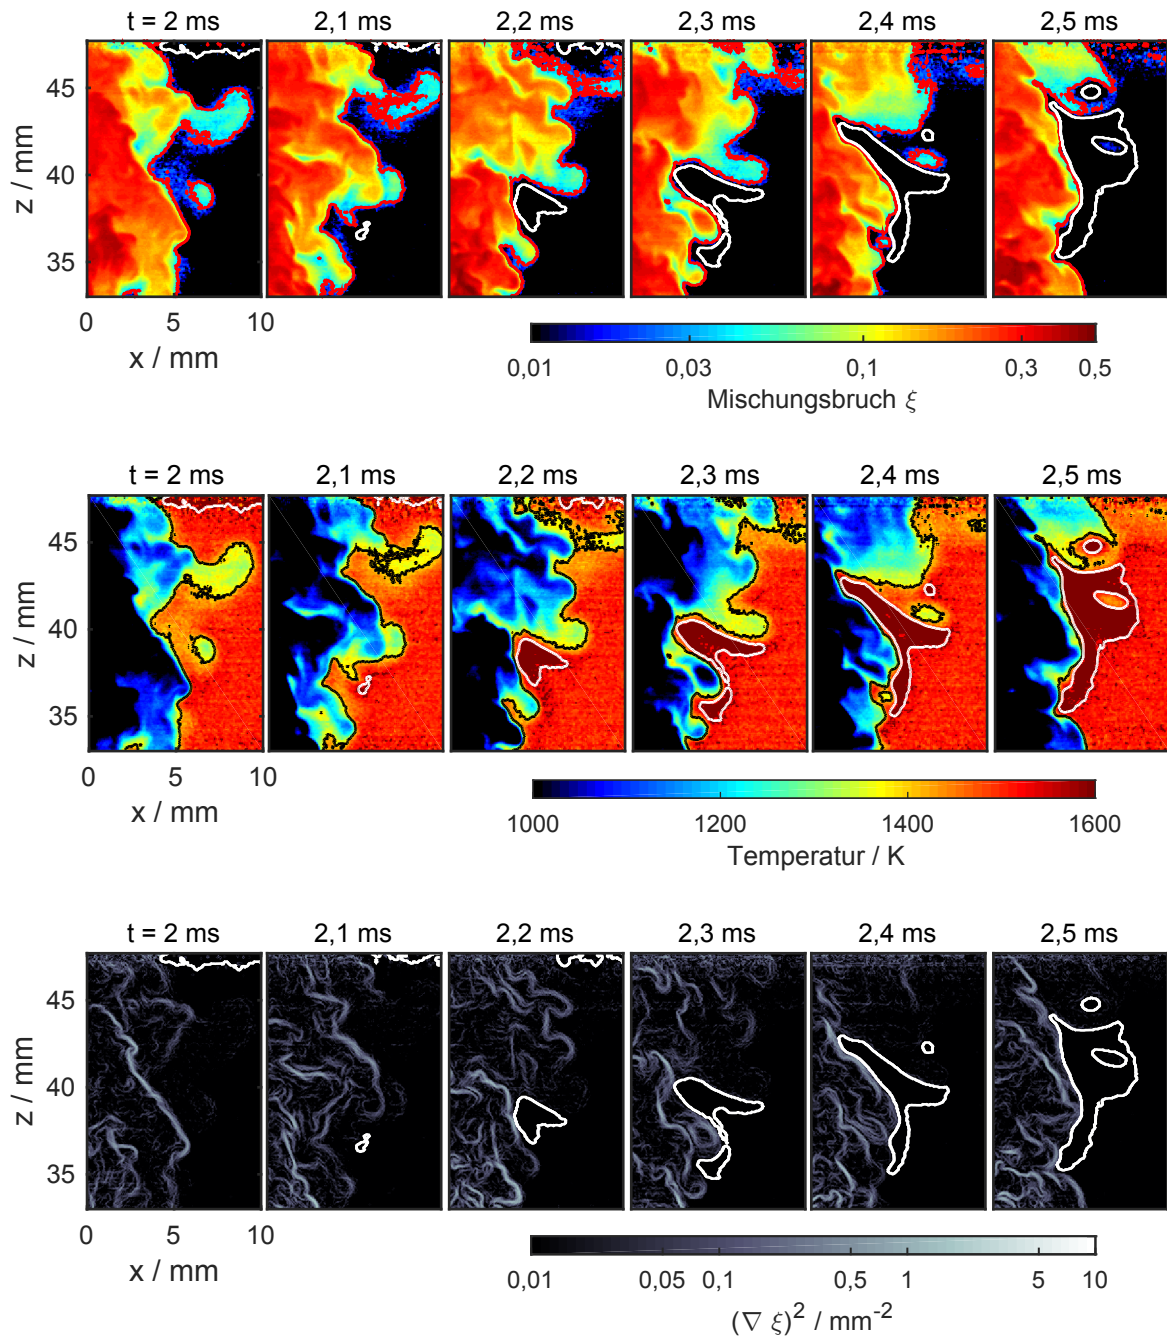 t = 2 ms 2,1 ms 2,2 ms 2,3 ms 2,4 ms 2,5 ms
45
40
35
z / mm
0 5 10
x / mm
0,01 0,03 0,1 0,3 0,5
Mischungsbruch ξ
t = 2 ms 2,1 ms 2,2 ms 2,3 ms 2,4 ms 2,5 ms
45
40
35
z / mm
0 5 10
x / mm
1000 1200 1400 1600
Temperatur / K
t = 2 ms 2,1 ms 2,2 ms 2,3 ms 2,4 ms 2,5 ms
45
40
35
z / mm
0 5 10
x / mm
0,01 0,05 0,1 0,5 1 5 10
(∇ ξ)² / mm⁻²